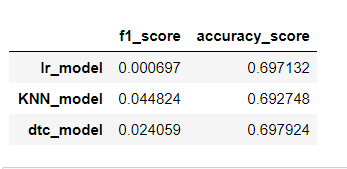 f1_score accuracy_score
lr_model 0.000697 0.697132
KNN_model 0.044824 0.692748
dtc_model 0.024059 0.697924